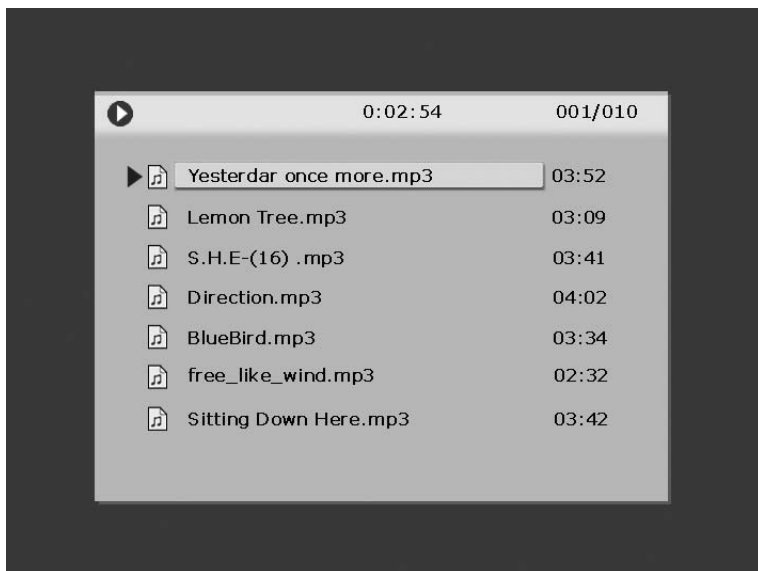 0:02:54 001/010
Yesterdar once more.mp3 03:52
Lemon Tree.mp3 03:09
S.H.E-(16) .mp3 03:41
Direction.mp3 04:02
BlueBird.mp3 03:34
free_like_wind.mp3 02:32
Sitting Down Here.mp3 03:42